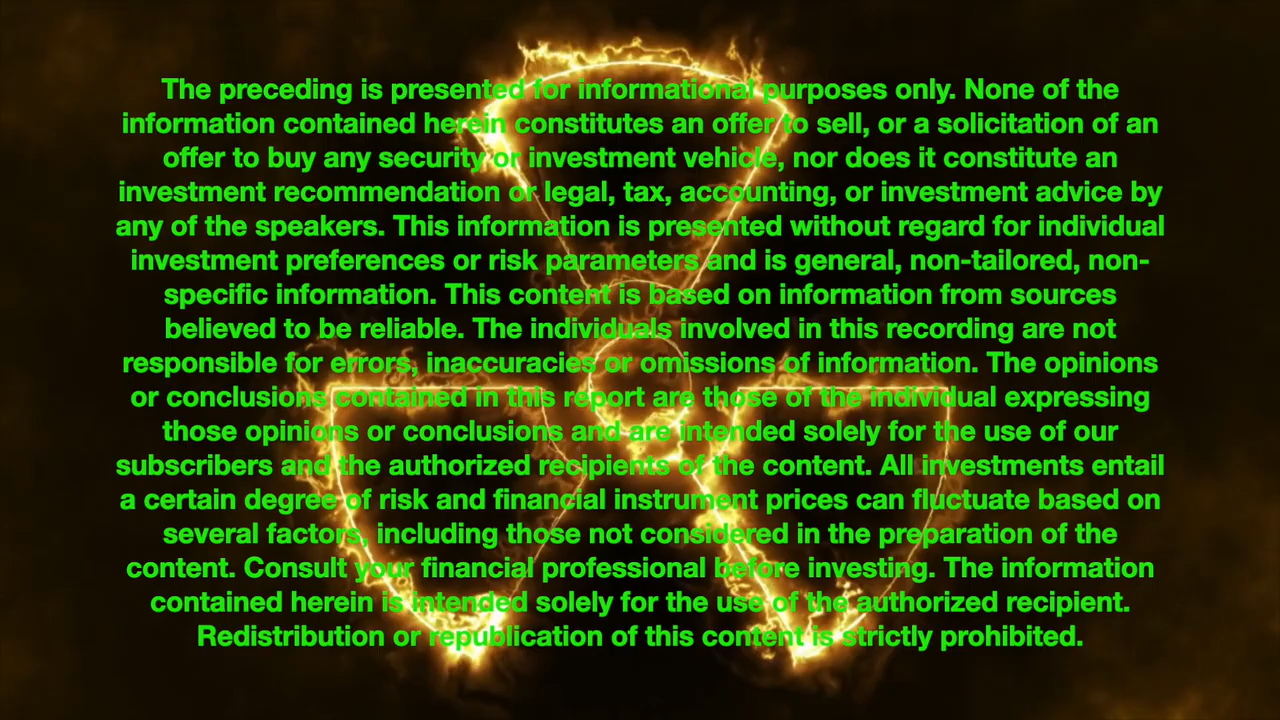 The preceding is presented for informational purposes only. None of the
information contained herein constitutes an offer to sell, or a solicitation of an
offer to buy any security or investment vehicle, nor does it constitute an
investment recommendation or legal, tax, accounting, or investment advice by
any of the speakers. This information is presented without regard for individual
investment preferences or risk parameters and is general, non-tailored, non-
specific information. This content is based on information from sources
believed to be reliable. The individuals involved in this recording are not
responsible for errors, inaccuracies or omissions of information. The opinions
or conclusions contained in this report are those of the individual expressing
those opinions or conclusions and are intended solely for the use of our
subscribers and the authorized recipients of the content. All investments entail
a certain degree of risk and financial instrument prices can fluctuate based on
several factors, including those not considered in the preparation of the
content. Consult your financial professional before investing. The information
contained herein is intended solely for the use of the authorized recipient.
Redistribution or republication of this content is strictly prohibited.